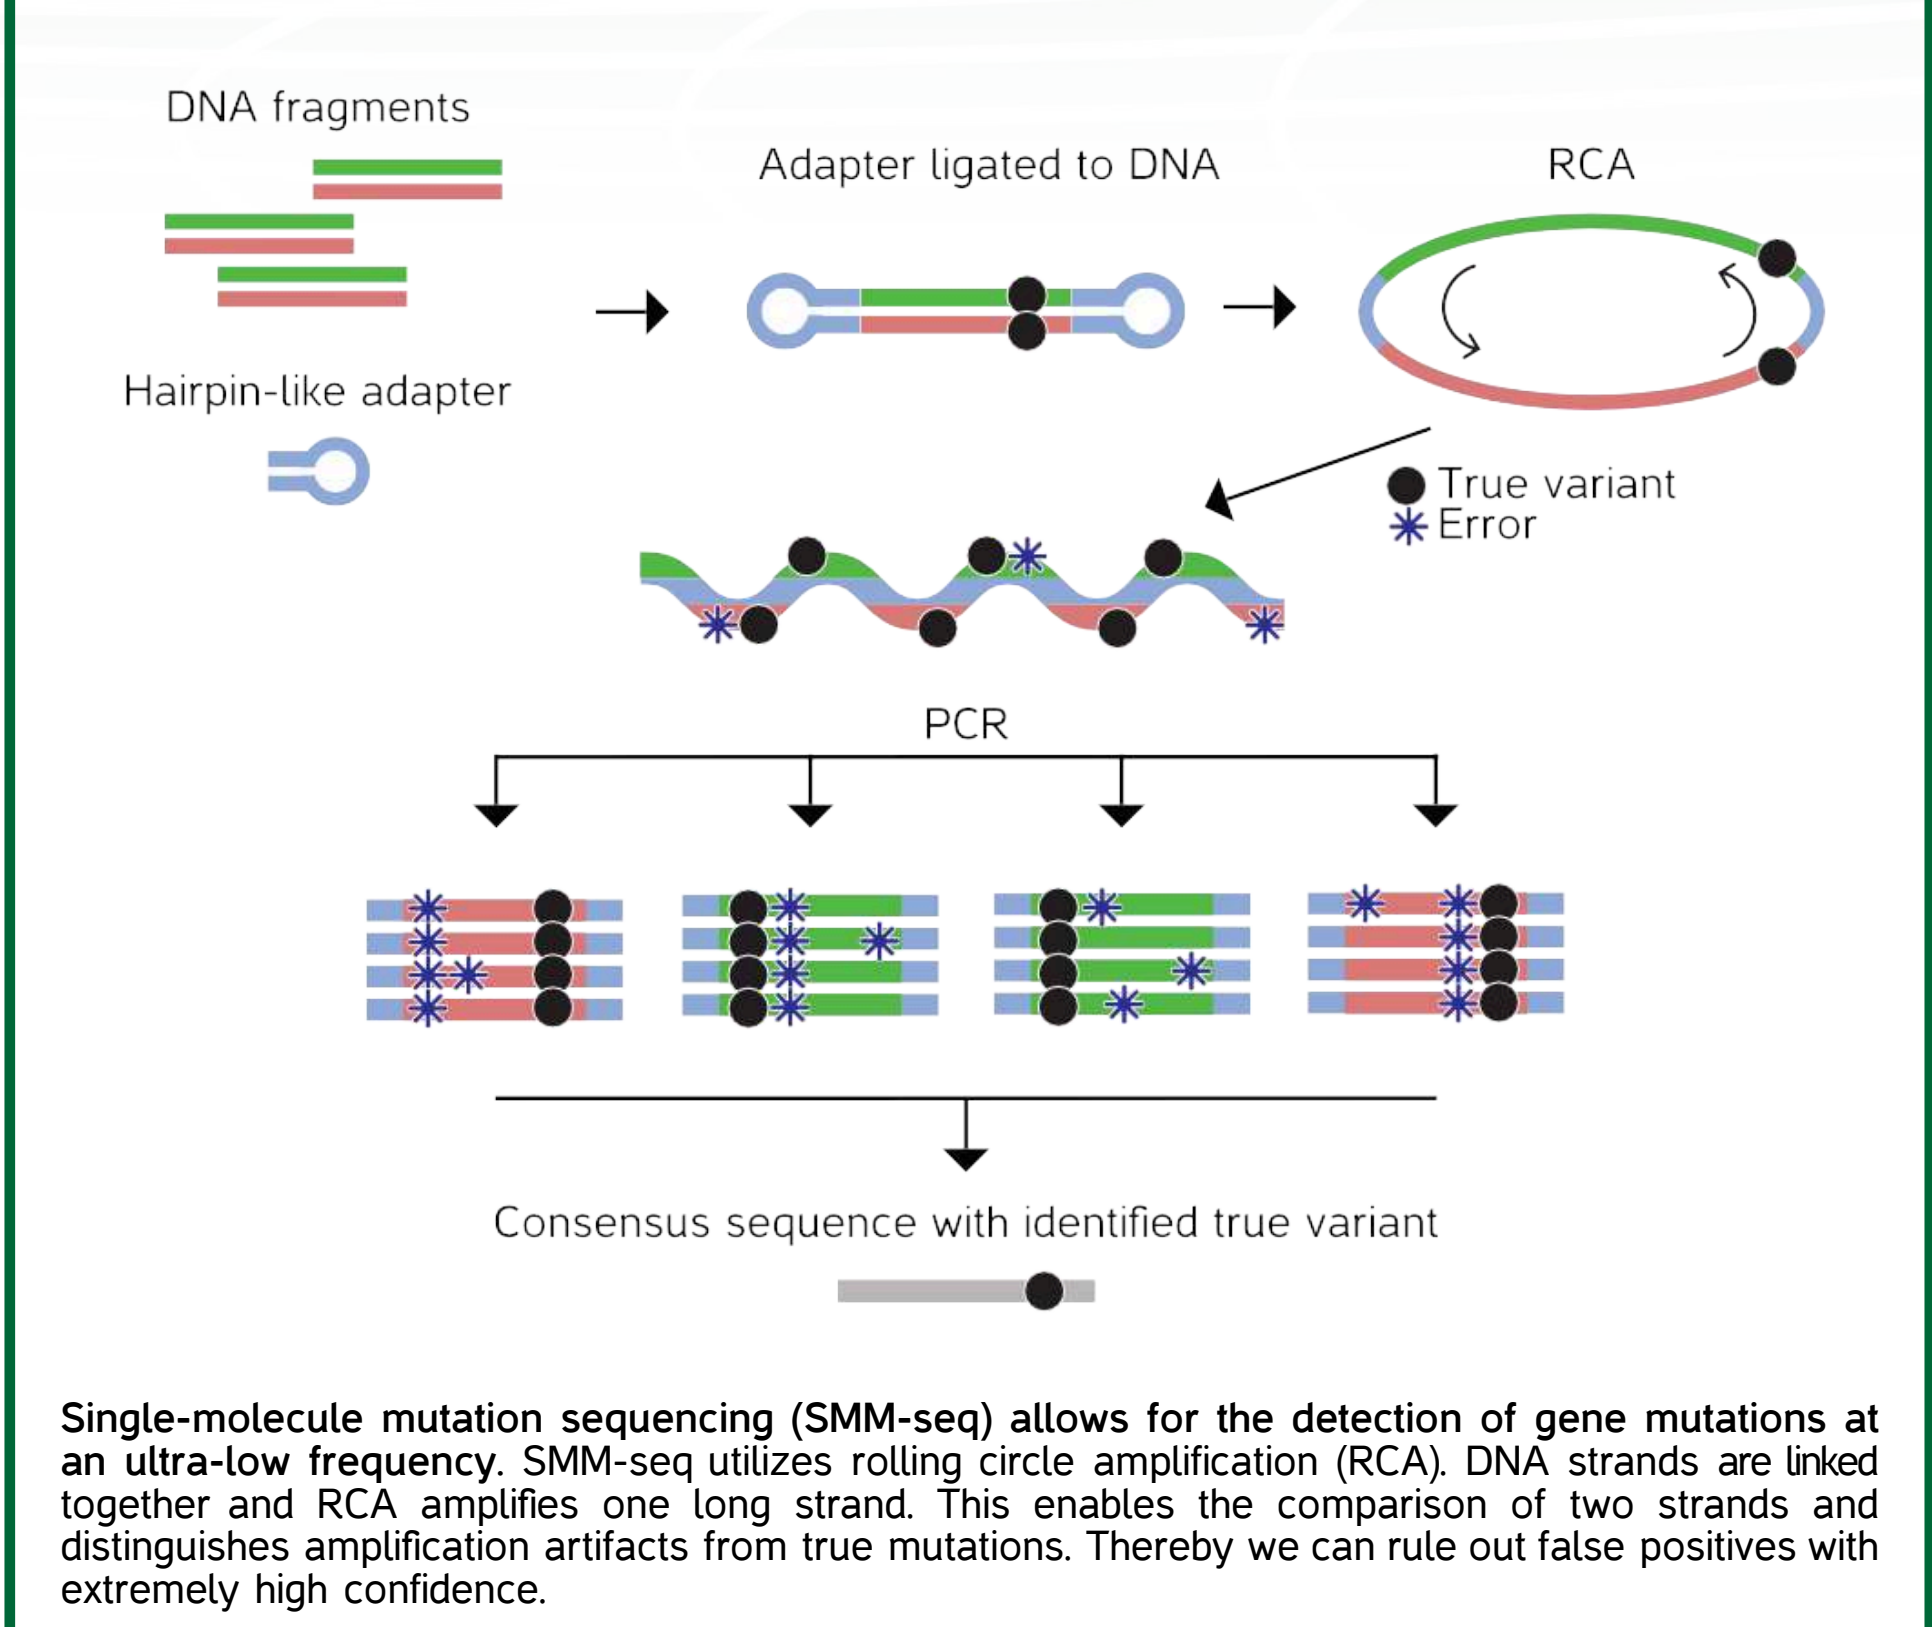 DNA fragments
Adapter ligated to DNA
RCA
Hairpin-like adapter
True variant
Error
PCR
Consensus sequence with identified true variant
Single-molecule mutation sequencing (SMM-seq) allows for the detection of gene mutations at
an ultra-low frequency. SMM-seq utilizes rolling circle amplification (RCA). DNA strands are linked
together and RCA amplifies one long strand. This enables the comparison of two strands and
distinguishes amplification artifacts from true mutations. Thereby we can rule out false positives with
extremely high confidence.